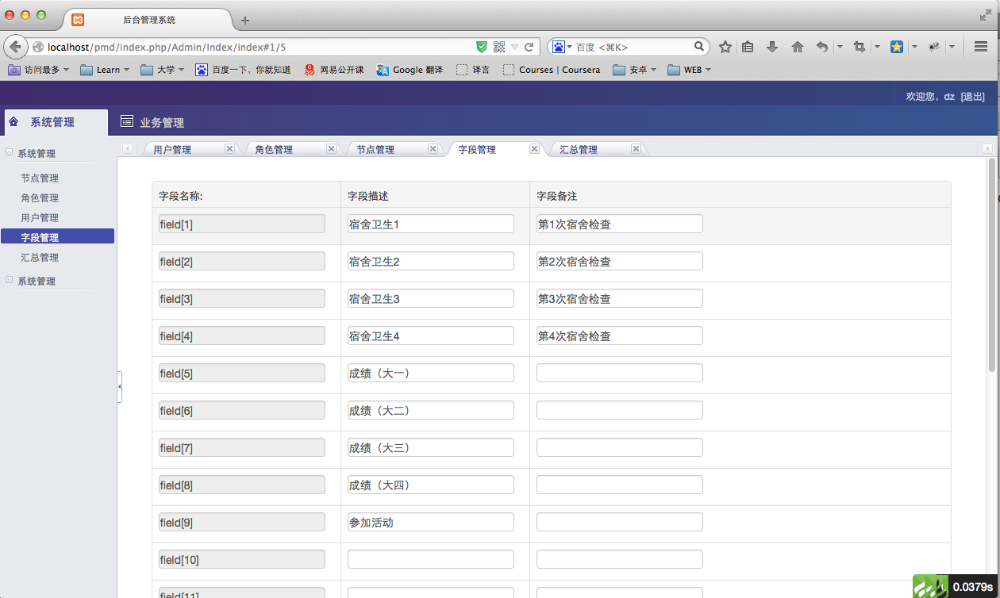 后台管理系统
localhost/pmd/index.php/Admin/Index/index#1/5
百度 <⌘K>
访问最多 Learn 大学 百度一下，你就知道 网易公开课 Google 翻译 译言 Courses | Coursera 安卓 WEB
欢迎您，dz [退出]
系统管理 业务管理
用户管理 角色管理 节点管理 字段管理 汇总管理
系统管理
节点管理
角色管理
用户管理
字段管理
汇总管理
系统管理
字段名称: 字段描述 字段备注
field[1] 宿舍卫生1 第1次宿舍检查
field[2] 宿舍卫生2 第2次宿舍检查
field[3] 宿舍卫生3 第3次宿舍检查
field[4] 宿舍卫生4 第4次宿舍检查
field[5] 成绩（大一）
field[6] 成绩（大二）
field[7] 成绩（大三）
field[8] 成绩（大四）
field[9] 参加活动
field[10]
field[11]
0.0379s